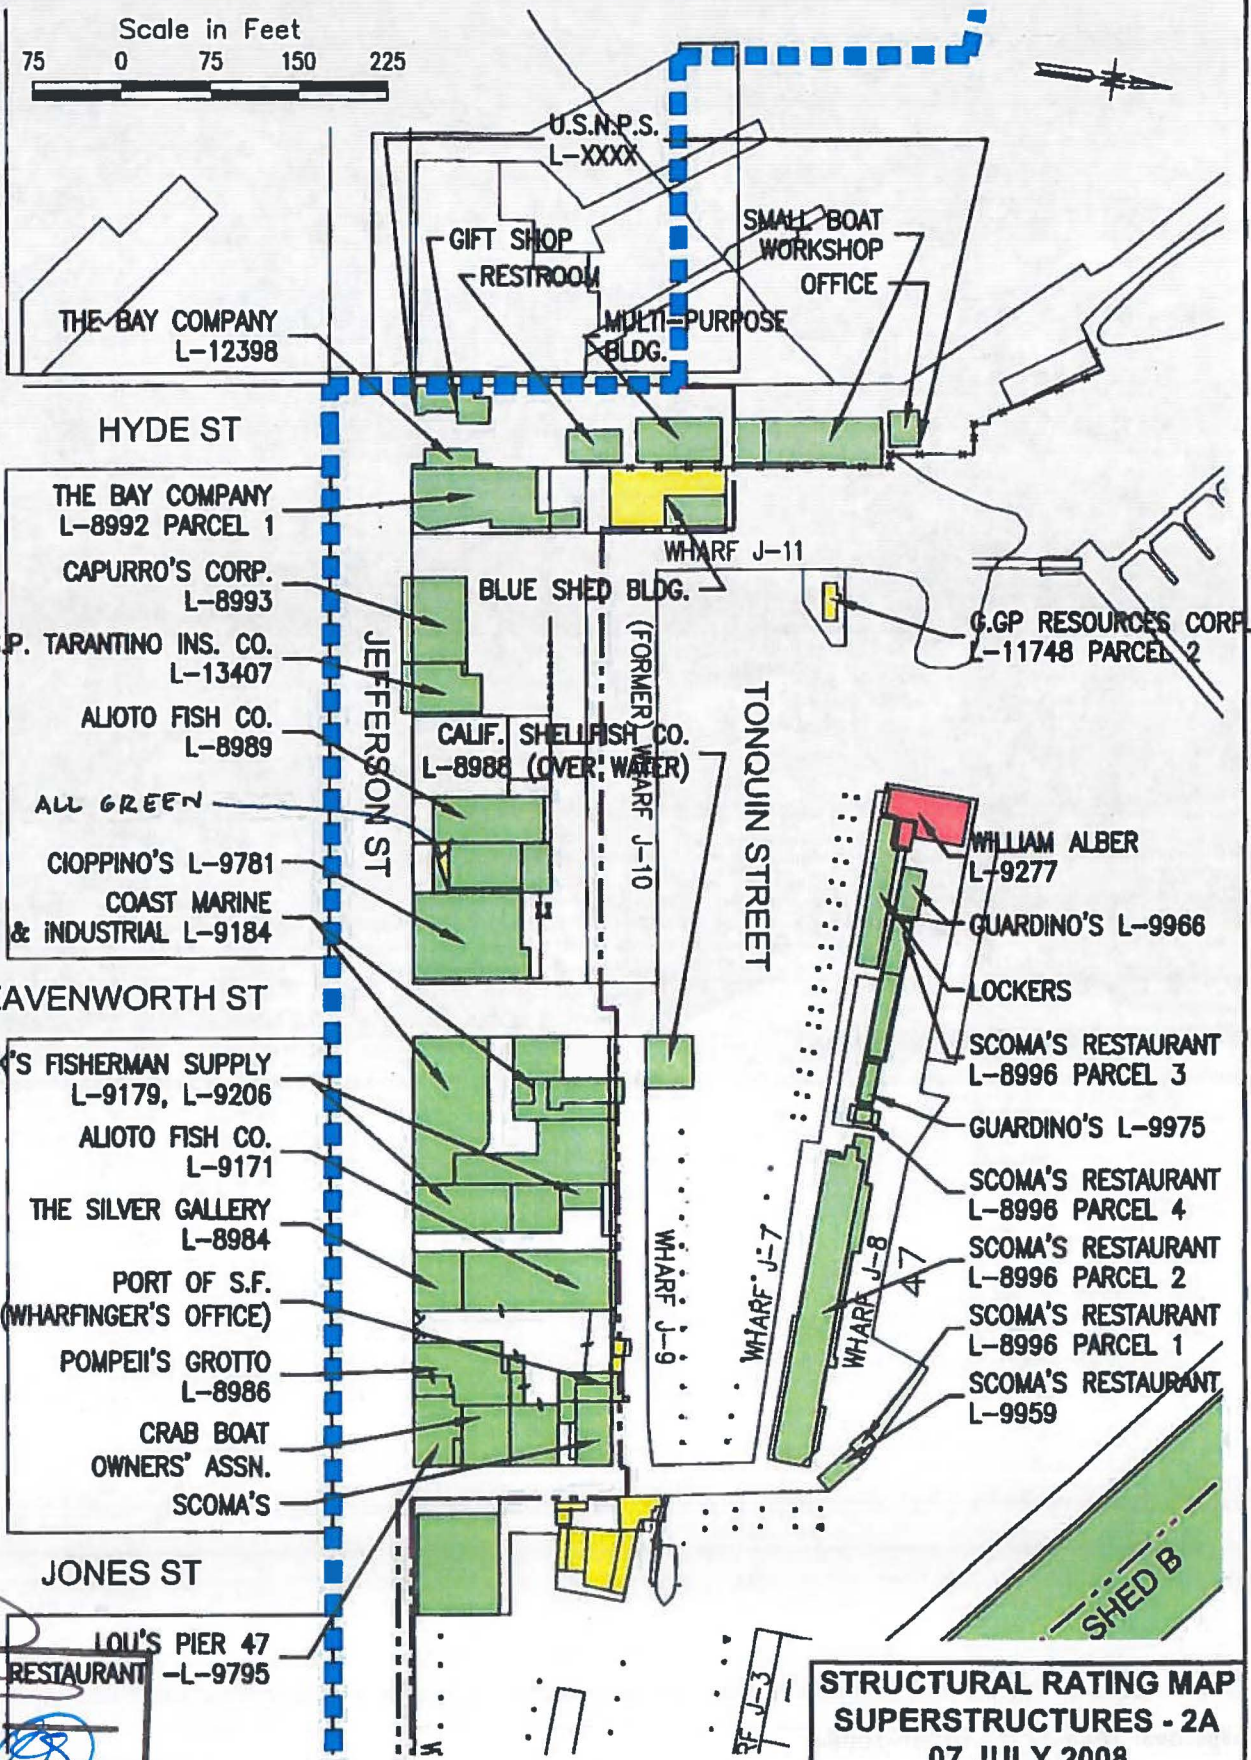 Scale in Feet
75 0 75 150 225
U.S.N.P.S.
L-XXXX
GIFT SHOP
RESTROOM
SMALL BOAT
WORKSHOP
OFFICE
MULTI-PURPOSE
BLDG.
THE BAY COMPANY
L-12398
HYDE ST
THE BAY COMPANY
L-8992 PARCEL 1
WHARF J-11
CAPURRO'S CORP.
L-8993
BLUE SHED BLDG.
G.GP RESOURCES CORP.
L-11748 PARCEL 2
P. TARANTINO INS. CO.
L-13407
JEFFERSON ST
(FORMER) WHARF J-10
TONQUIN STREET
ALIOTO FISH CO.
L-8989
CALIF. SHELLFISH CO.
L-8988 (OVER WATER)
ALL GREEN
CIOPPINO'S L-9781
COAST MARINE
& INDUSTRIAL L-9184
WILLIAM ALBER
L-9277
GUARDINO'S L-9966
LOCKERS
SCOMA'S RESTAURANT
L-8996 PARCEL 3
GUARDINO'S L-9975
SCOMA'S RESTAURANT
L-8996 PARCEL 4
SCOMA'S RESTAURANT
L-8996 PARCEL 2
SCOMA'S RESTAURANT
L-8996 PARCEL 1
SCOMA'S RESTAURANT
L-9959
EAVENWORTH ST
'S FISHERMAN SUPPLY
L-9179, L-9206
ALIOTO FISH CO.
L-9171
THE SILVER GALLERY
L-8984
PORT OF S.F.
(WHARFINGER'S OFFICE)
POMPEII'S GROTTO
L-8986
CRAB BOAT
OWNERS' ASSN.
SCOMA'S
WHARF J-9
WHARF J-7
WHARF J-8
47
JONES ST
LOU'S PIER 47
RESTAURANT -L-9795
SHED B
RF J-3
STRUCTURAL RATING MAP
SUPERSTRUCTURES - 2A
07 JULY 2008